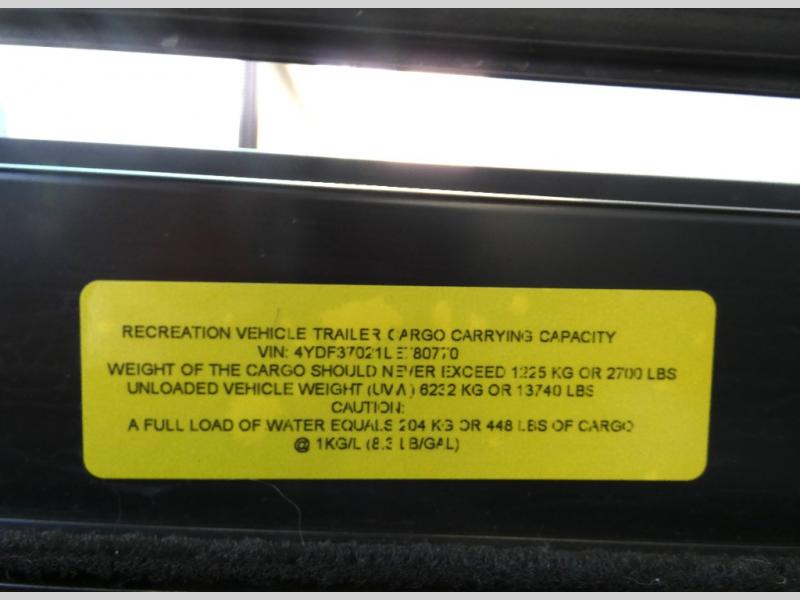 RECREATION VEHICLE TRAILER CARGO CARRYING CAPACITY
VIN:
WEIGHT OF THE CARGO SHOULD NEVER EXCEED 1225 KG OR 2700 LBS
UNLOADED VEHICLE WEIGHT 6232 KG OR 13740 LBS
CAUTION:
A FULL LOAD OF WATER EQUALS 204 KG OR 448 LBS OF CARGO
@ 1KG/L (8.3 LB/GAL)